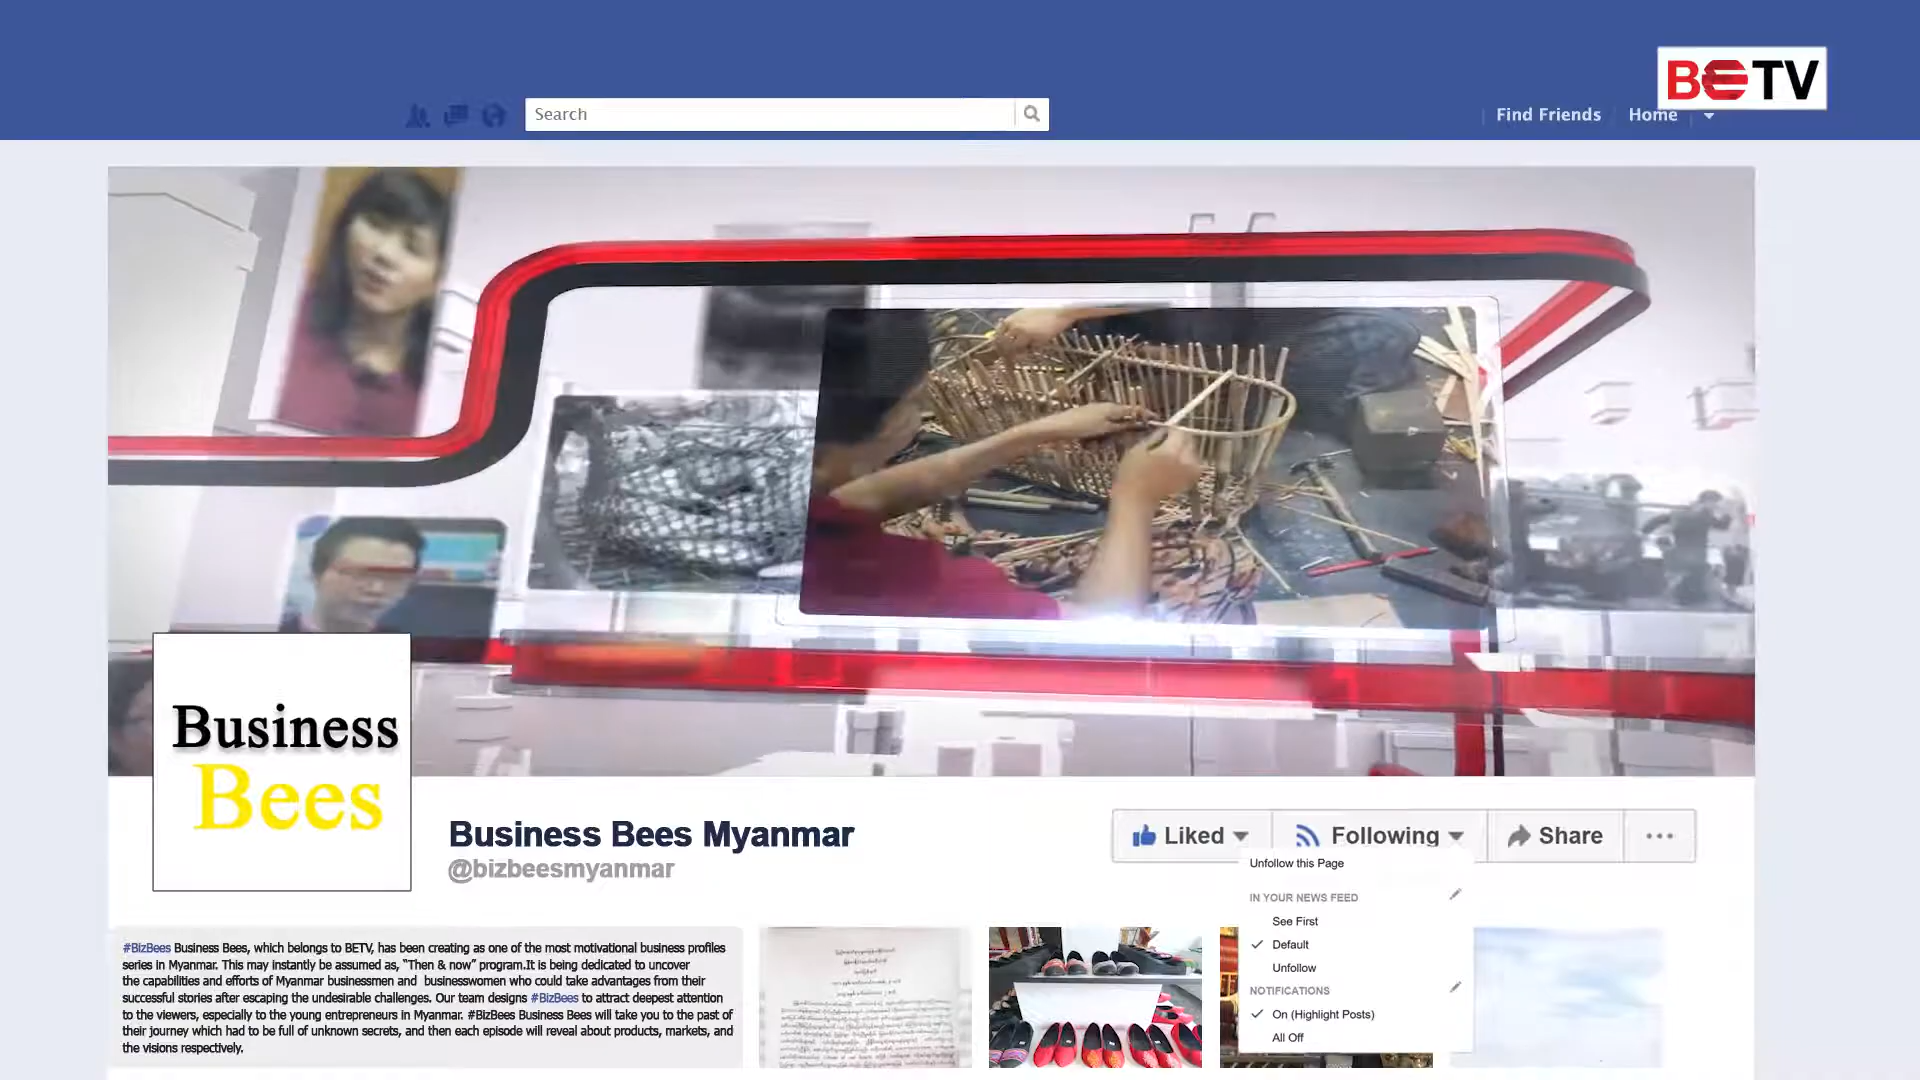 BETV
Search
Find Friends
Home
Business
Bees
Business Bees Myanmar
@bizbeesmyanmar
Liked
Following
Share
Unfollow this Page
IN YOUR NEWS FEED
See First
Default
Unfollow
NOTIFICATIONS
On (Highlight Posts)
All Off
#BizBees Business Bees, which belongs to BETV, has been creating as one of the most motivational business profiles
series in Myanmar. This may instantly be assumed as, “Then & now” program.It is being dedicated to uncover
the capabilities and efforts of Myanmar businessmen and businesswomen who could take advantages from their
successful stories after escaping the undesirable challenges. Our team designs #BizBees to attract deepest attention
to the viewers, especially to the young entrepreneurs in Myanmar. #BizBees Business Bees will take you to the past of
their journey which had to be full of unknown secrets, and then each episode will reveal about products, markets, and
the visions respectively.